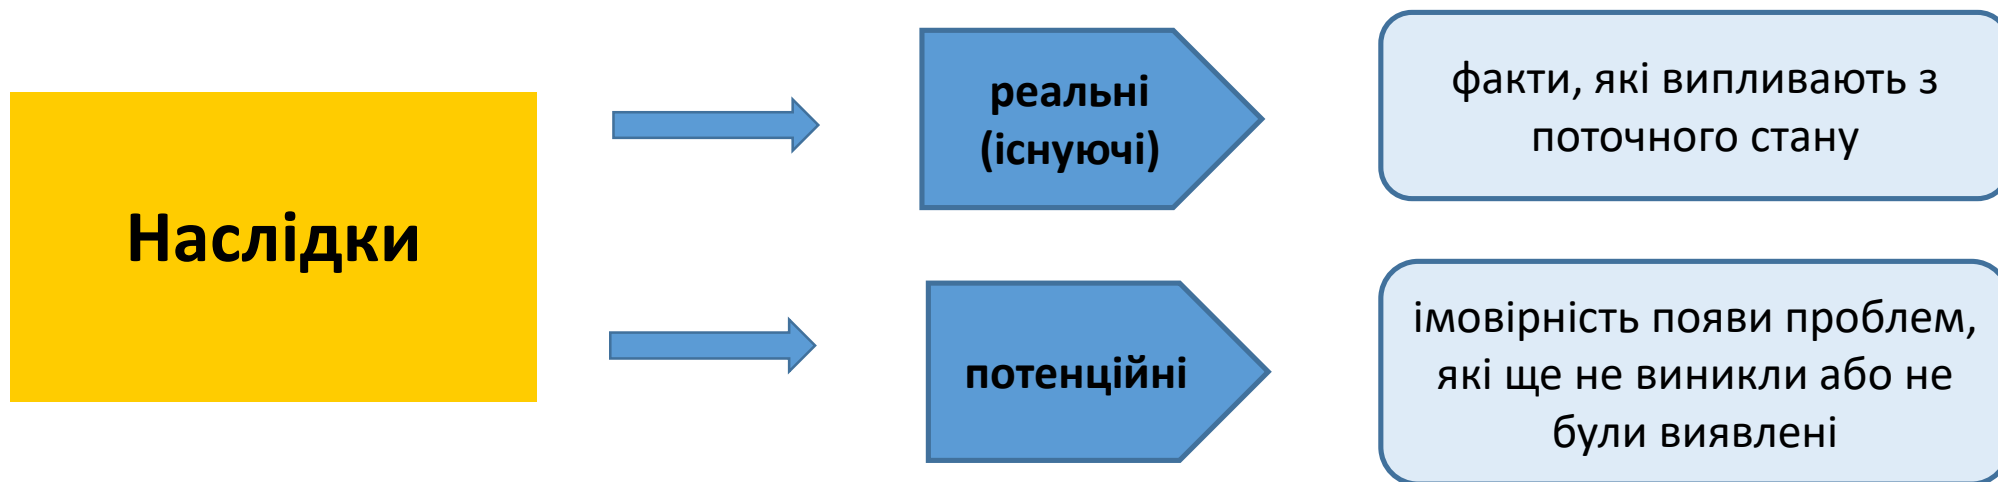 Наслідки
реальні
(існуючі)
факти, які випливають з
поточного стану
потенційні
імовірність появи проблем,
які ще не виникли або не
були виявлені